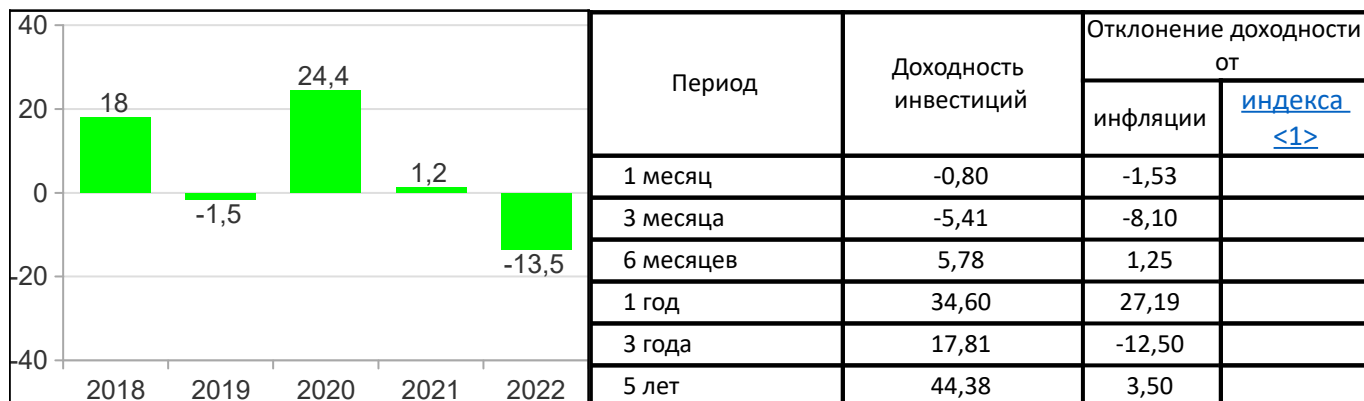 40
20
0
-20
-40
18
-1,5
24,4
1,2
-13,5
2018 2019 2020 2021 2022
Период
Доходность
инвестиций
Отклонение доходности
от
инфляции
индекса
<1>
1 месяц -0,80 -1,53
3 месяца -5,41 -8,10
6 месяцев 5,78 1,25
1 год 34,60 27,19
3 года 17,81 -12,50
5 лет 44,38 3,50